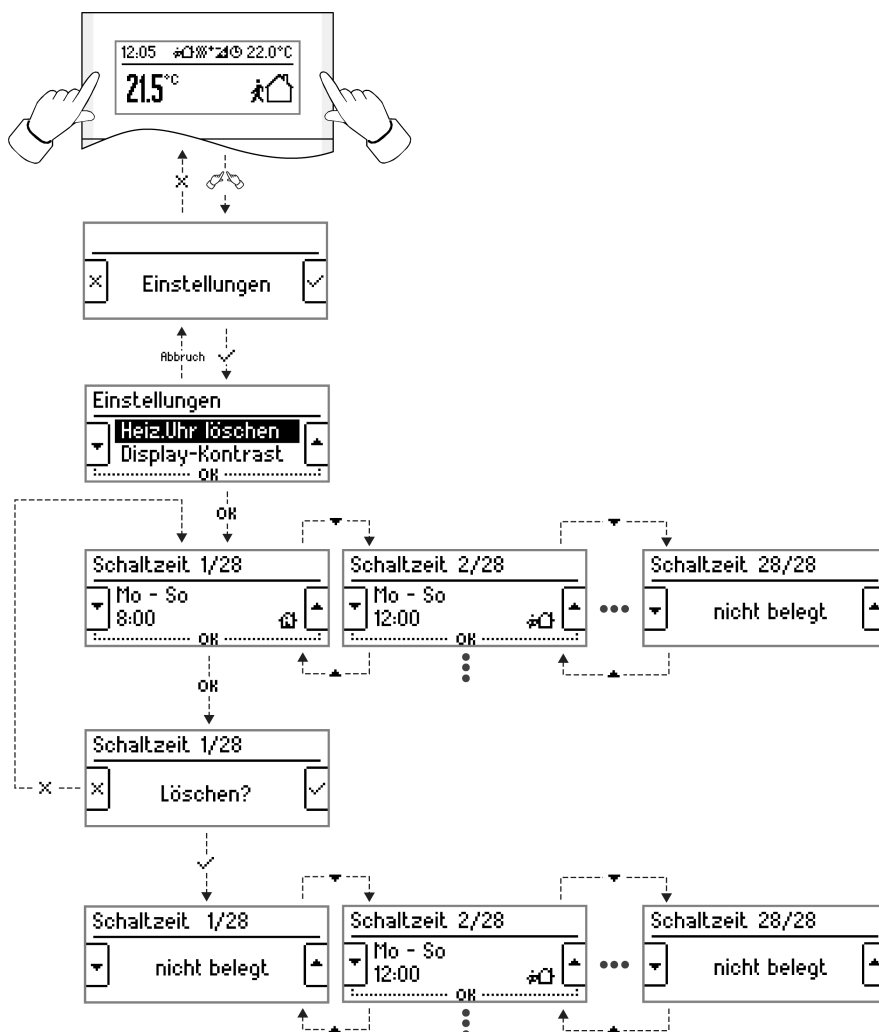 12:05 22.0°C
21.5°C
Einstellungen
Abbruch
Einstellungen
Heiz.Uhr löschen
Display-Kontrast
OK
OK
Schaltzeit 1/28
Mo - So
8:00
OK
Schaltzeit 2/28
Mo - So
12:00
OK
Schaltzeit 28/28
nicht belegt
OK
Schaltzeit 1/28
Löschen?
Schaltzeit 1/28
nicht belegt
Schaltzeit 2/28
Mo - So
12:00
OK
Schaltzeit 28/28
nicht belegt